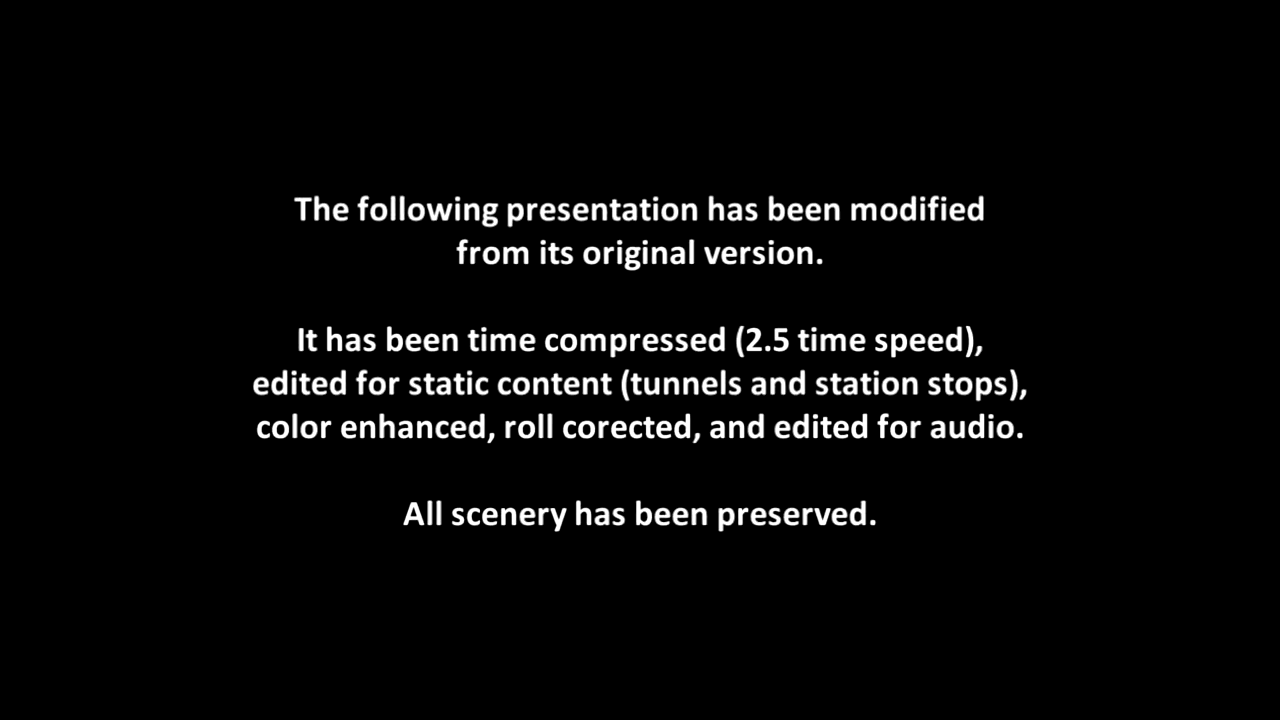 The following presentation has been modified
from its original version.
It has been time compressed (2.5 time speed),
edited for static content (tunnels and station stops),
color enhanced, roll corected, and edited for audio.
All scenery has been preserved.